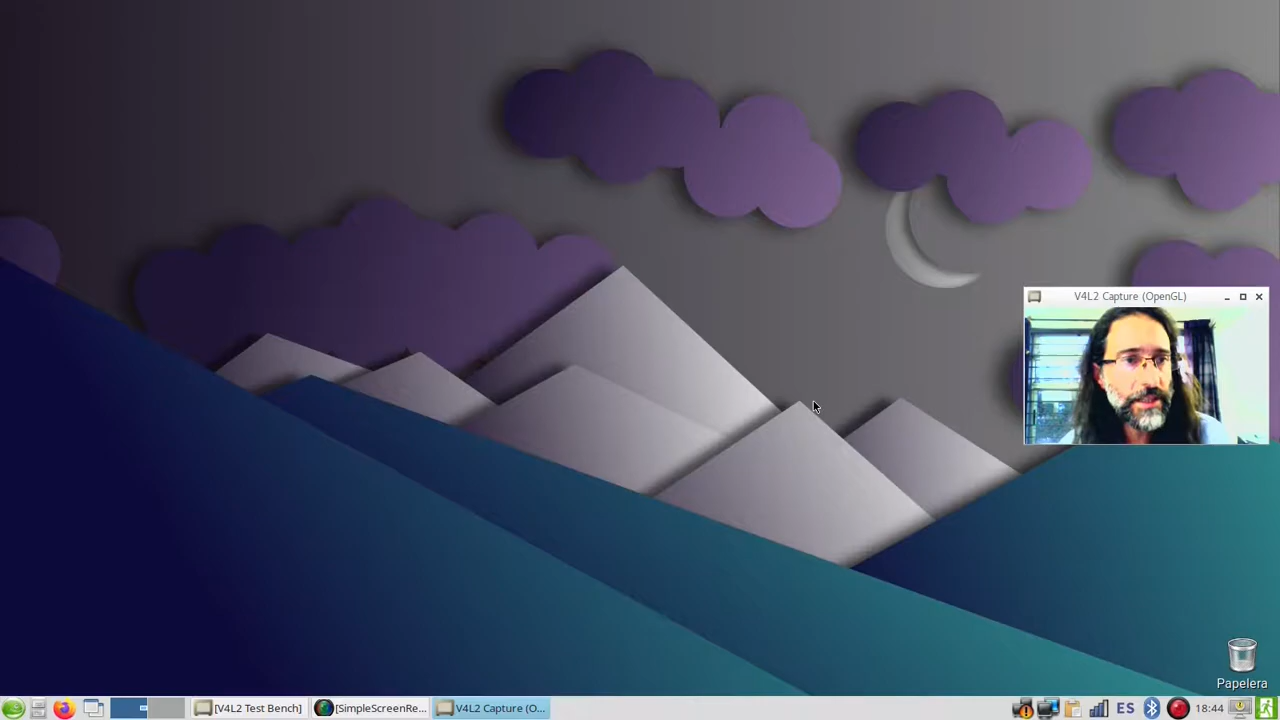 V4L2 Capture (OpenGL)
Papelera
[V4L2 Test Bench]
[SimpleScreenRe...
V4L2 Capture (O...
ES
18:44